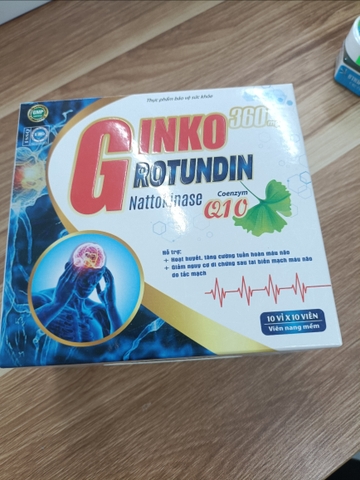 Thực phẩm bảo vệ sức khỏe
GMP
GINKO 360
ROTUNDIN
Nattokinase
Coenzym
Q10
Hỗ trợ:
+ Hoạt huyết, tăng cường tuần hoàn máu não
+ Giảm nguy cơ di chứng sau tai biến mạch máu não
do tắc mạch
10 VỈ X 10 VIÊN
Viên nang mềm